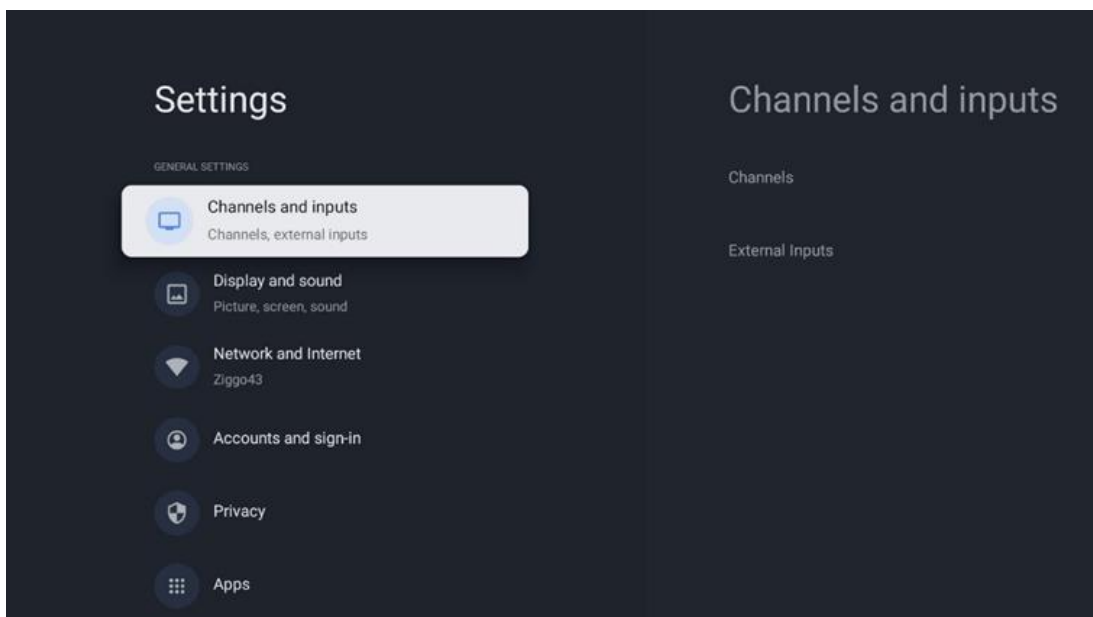 Settings
GENERAL SETTINGS
Channels and inputs
Channels, external inputs
Display and sound
Picture, screen, sound
Network and Internet
Ziggo43
Accounts and sign-in
Privacy
Apps
Channels and inputs
Channels
External Inputs